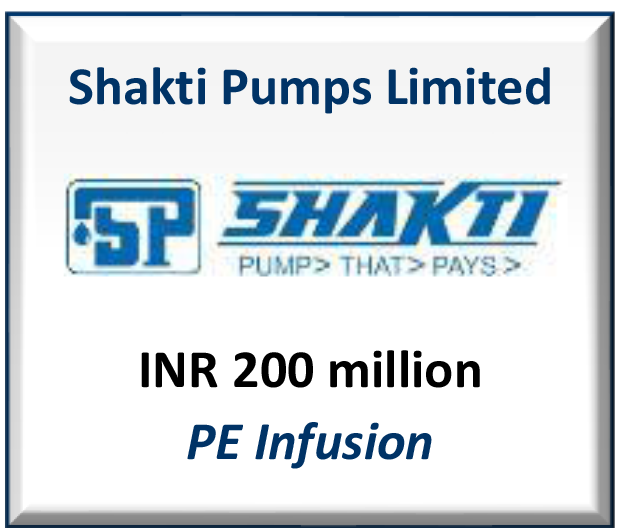 Shakti Pumps Limited
SP SHAKTI
PUMP> THAT> PAYS>
INR 200 million
PE Infusion